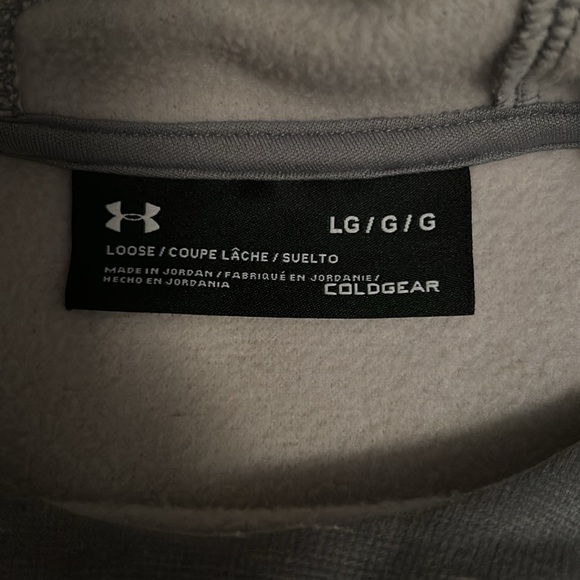 LG/G/G
LOOSE/COUPE LÂCHE/SUELTO
MADE IN JORDAN/FABRIQUÉ EN JORDANIE/
HECHO EN JORDANIA
COLDGEAR